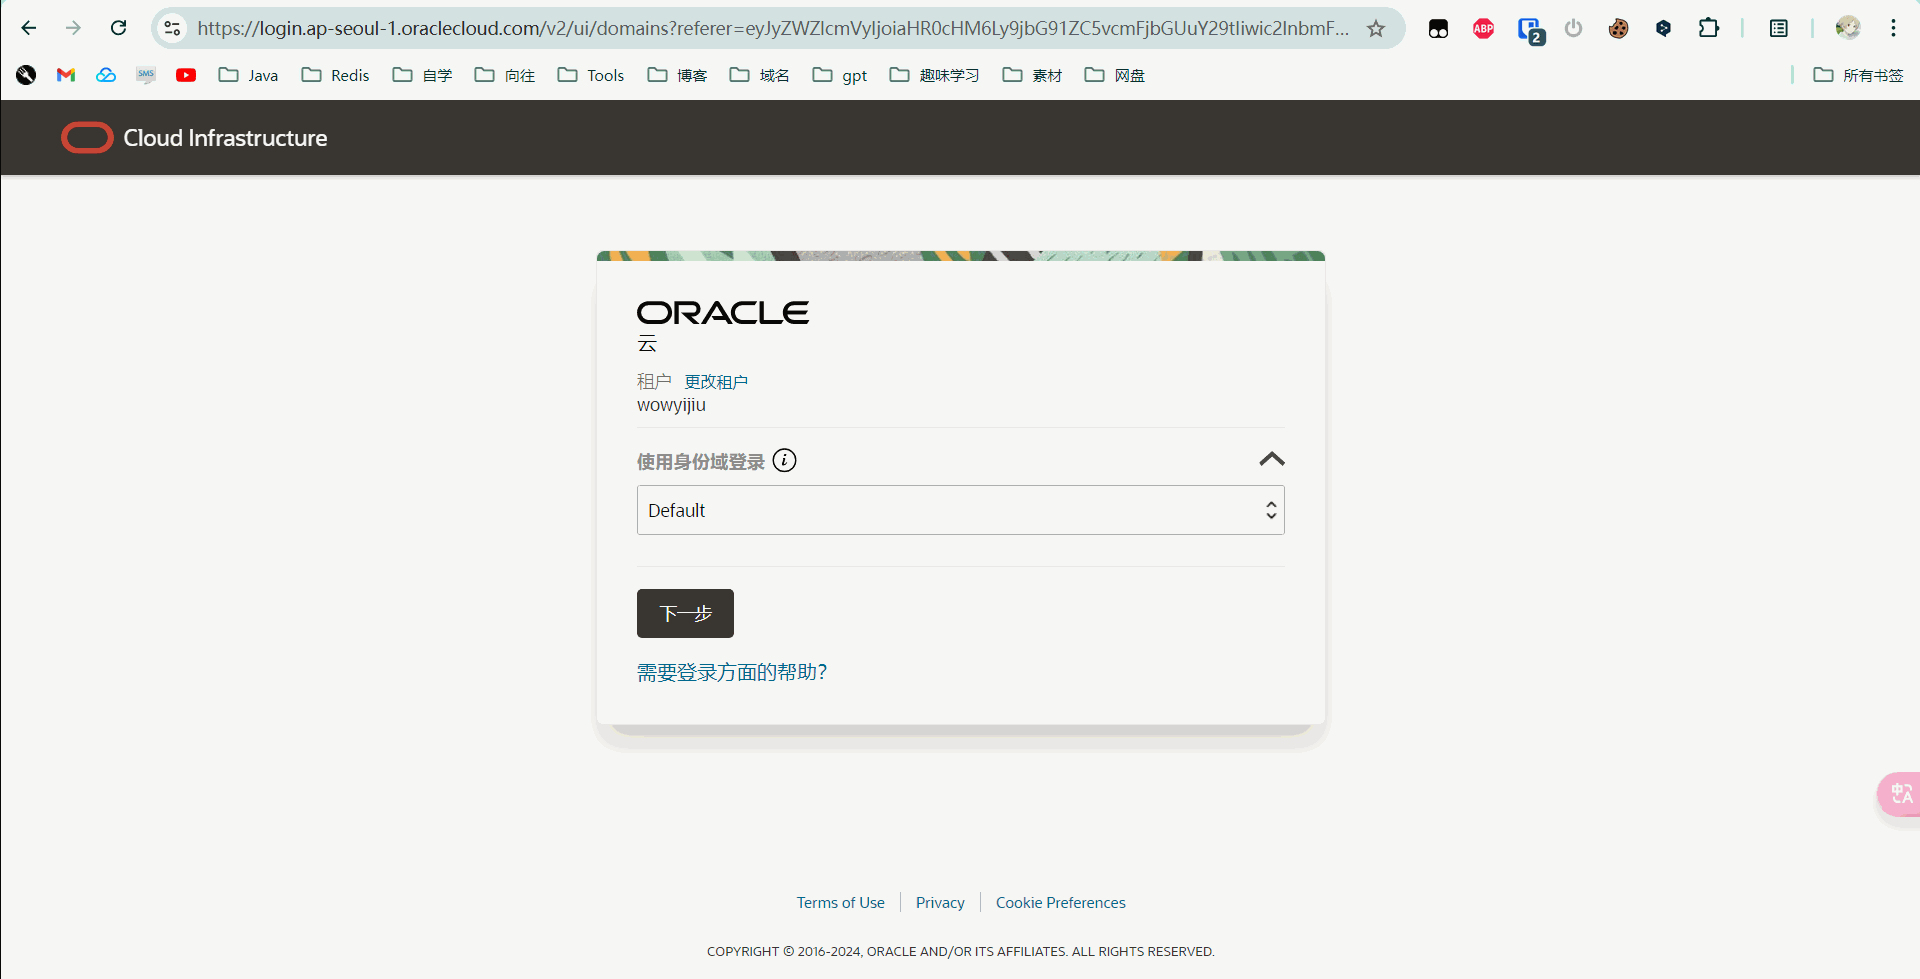 https://login.ap-seoul-1.oraclecloud.com/v2/ui/domains?referer=eyJyZWZlcmVyIjoiaHR0cHM6Ly9jbG91ZC5vcmFjbGUuY29tIiwic2lnbmF...
ABP
2
SMS
Java
Redis
自学
向往
Tools
博客
域名
gpt
趣味学习
素材
网盘
所有书签
Cloud Infrastructure
ORACLE
云
租户 更改租户
wowyijiu
使用身份域登录 i
Default
下一步
需要登录方面的帮助?
中A
Terms of Use
Privacy
Cookie Preferences
COPYRIGHT © 2016-2024, ORACLE AND/OR ITS AFFILIATES. ALL RIGHTS RESERVED.